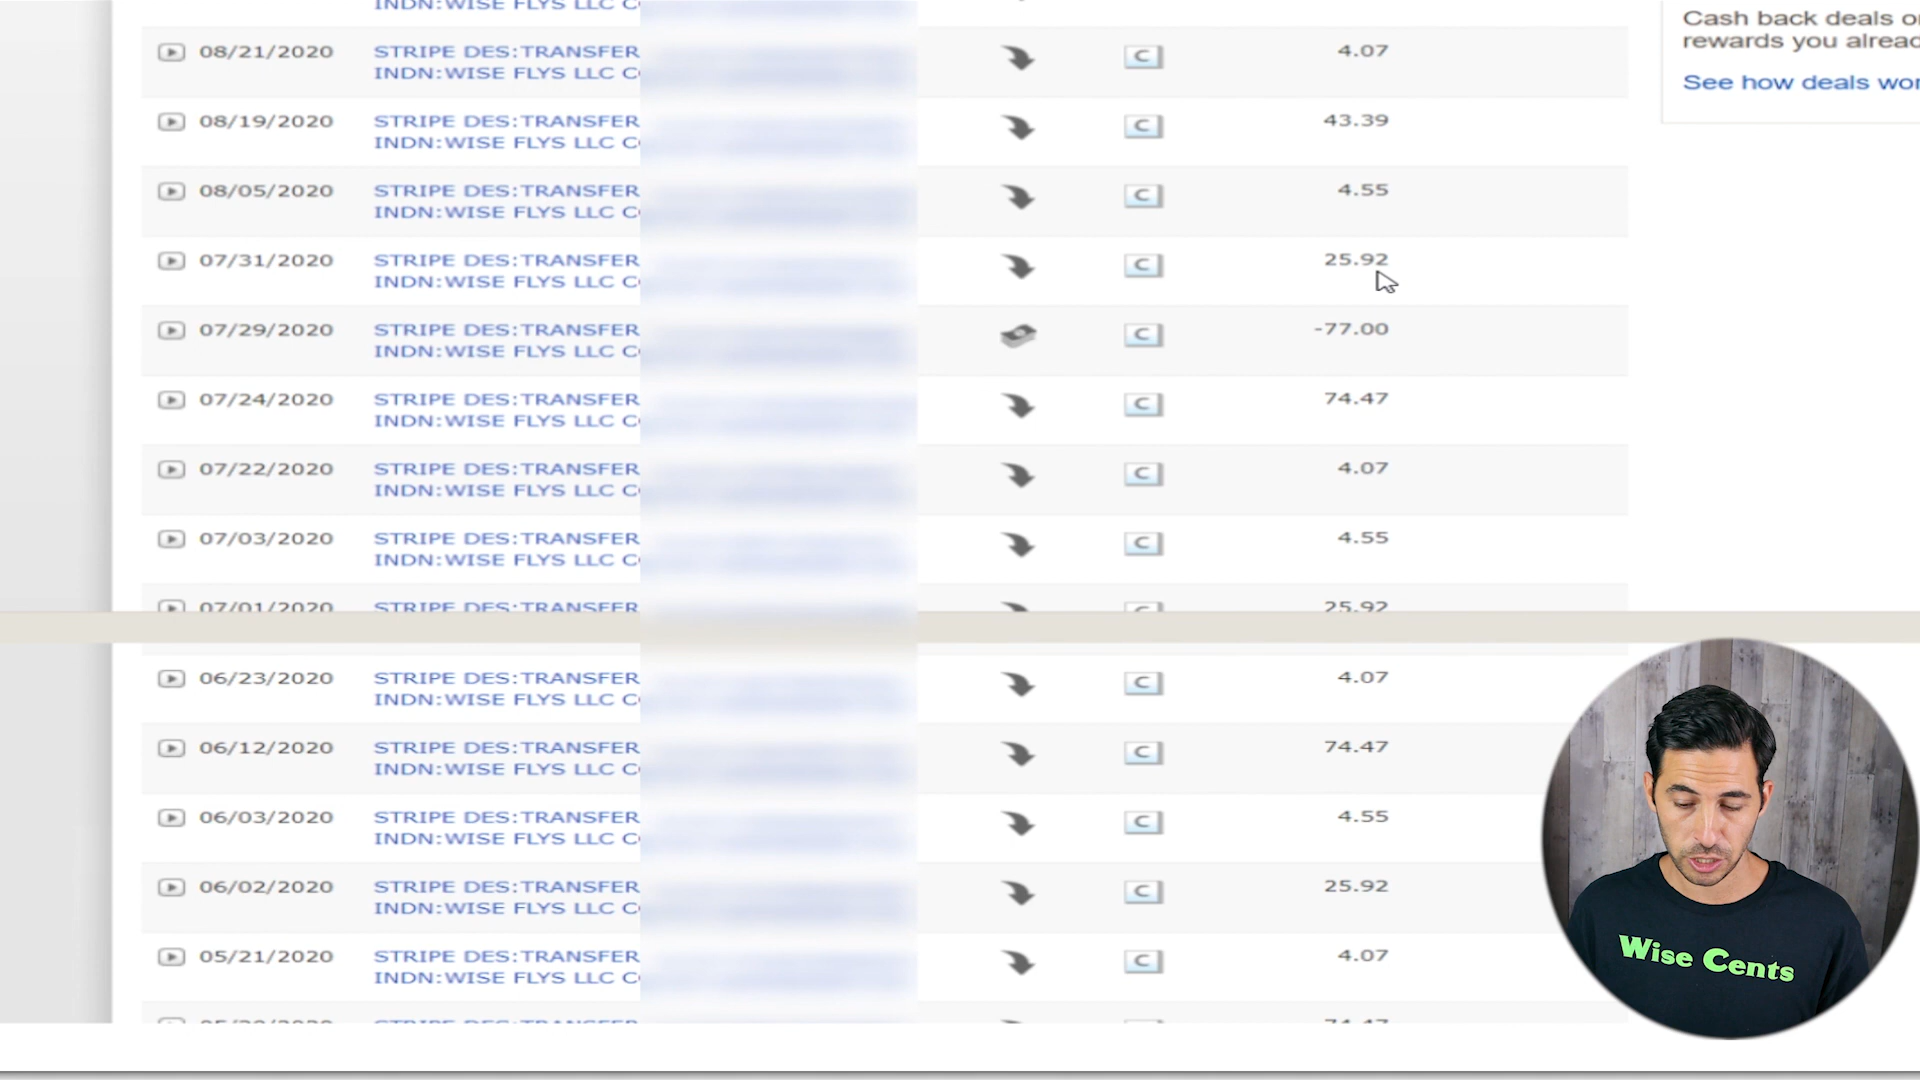 INDN:WISE FLYS LLC C
Cash back deals
rewards you
See how deals
08/21/2020 STRIPE DES:TRANSFER C 4.07
INDN:WISE FLYS LLC
08/19/2020 STRIPE DES:TRANSFER C 43.39
INDN:WISE FLYS LLC
08/05/2020 STRIPE DES:TRANSFER C 4.55
INDN:WISE FLYS LLC
07/31/2020 STRIPE DES:TRANSFER C 25.92
INDN:WISE FLYS LLC
07/29/2020 STRIPE DES:TRANSFER C -77.00
INDN:WISE FLYS LLC
07/24/2020 STRIPE DES:TRANSFER C 74.47
INDN:WISE FLYS LLC
07/22/2020 STRIPE DES:TRANSFER C 4.07
INDN:WISE FLYS LLC
07/03/2020 STRIPE DES:TRANSFER C 4.55
INDN:WISE FLYS LLC
07/01/2020 STRIPE DES:TRANSFER 25.92
06/23/2020 STRIPE DES:TRANSFER C 4.07
INDN:WISE FLYS LLC
06/12/2020 STRIPE DES:TRANSFER C 74.47
INDN:WISE FLYS LLC
06/03/2020 STRIPE DES:TRANSFER C 4.55
INDN:WISE FLYS LLC
06/02/2020 STRIPE DES:TRANSFER C 25.92
INDN:WISE FLYS LLC
05/21/2020 STRIPE DES:TRANSFER C 4.07
INDN:WISE FLYS LLC
Wise Cents